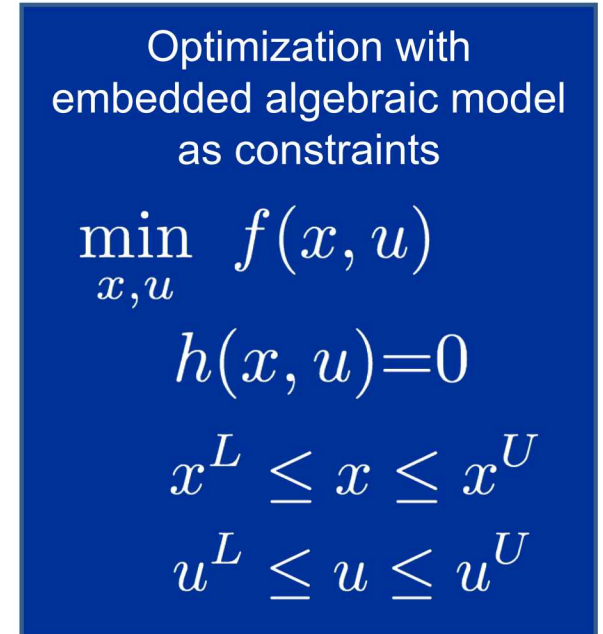 Optimization with
embedded algebraic model
as constraints
min f(x, u)
x,u
h(x, u)=0
x^L ≤ x ≤ x^U
u^L ≤ u ≤ u^U